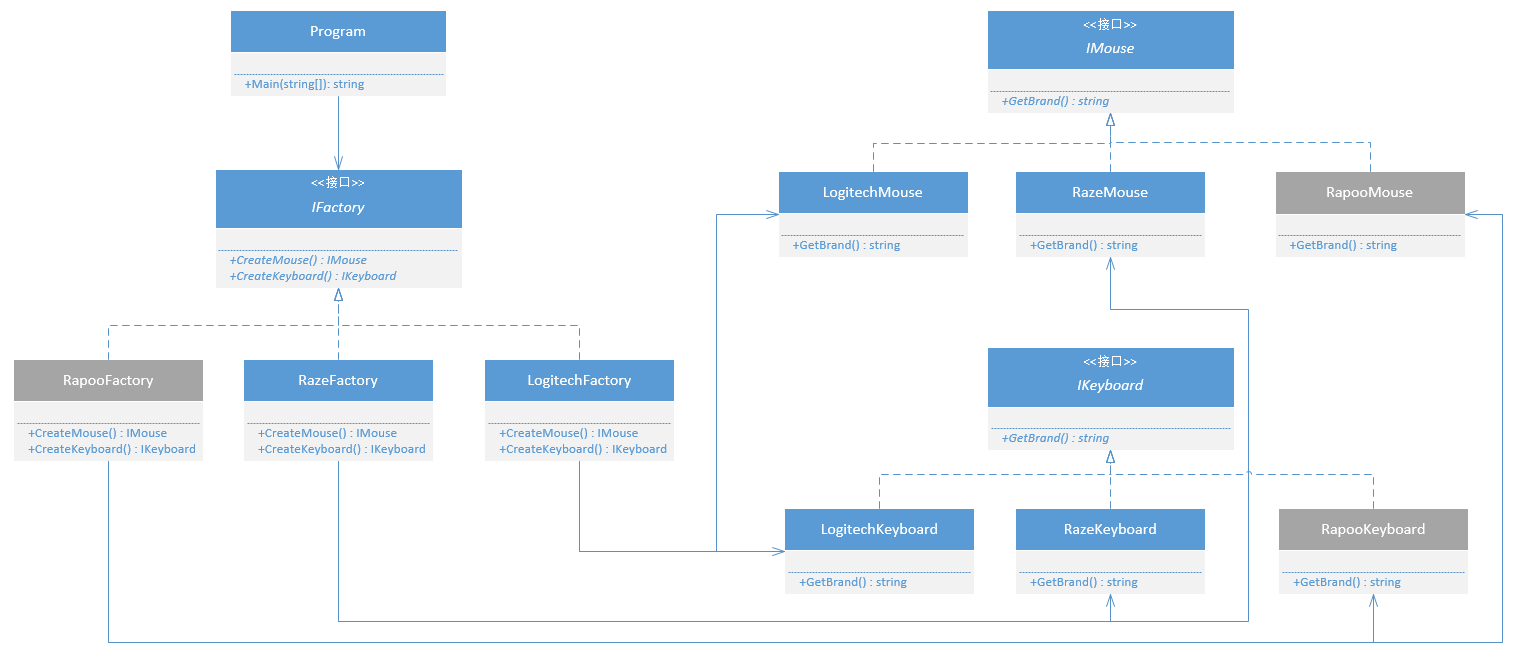 Program
+Main(string[]): string
<<接口>>
IFactory
+CreateMouse() : IMouse
+CreateKeyboard() : IKeyboard
RapooFactory
+CreateMouse() : IMouse
+CreateKeyboard() : IKeyboard
RazeFactory
+CreateMouse() : IMouse
+CreateKeyboard() : IKeyboard
LogitechFactory
+CreateMouse() : IMouse
+CreateKeyboard() : IKeyboard
<<接口>>
IMouse
+GetBrand() : string
LogitechMouse
+GetBrand() : string
RazeMouse
+GetBrand() : string
RapooMouse
+GetBrand() : string
<<接口>>
IKeyboard
+GetBrand() : string
LogitechKeyboard
+GetBrand() : string
RazeKeyboard
+GetBrand() : string
RapooKeyboard
+GetBrand() : string